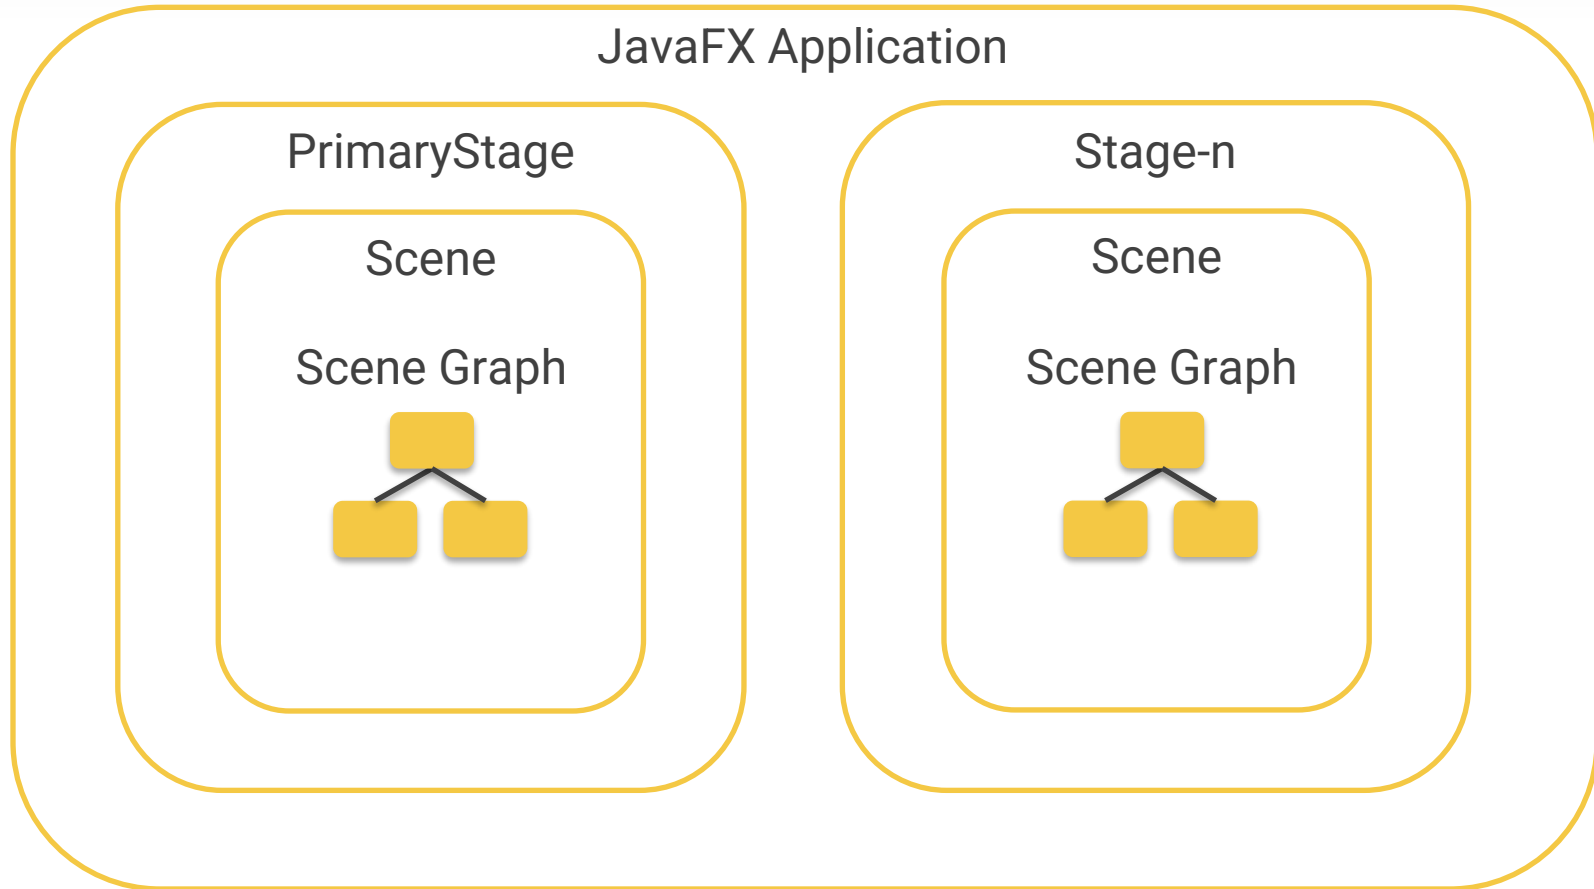 JavaFX Application
PrimaryStage
Scene
Scene Graph
Stage-n
Scene
Scene Graph